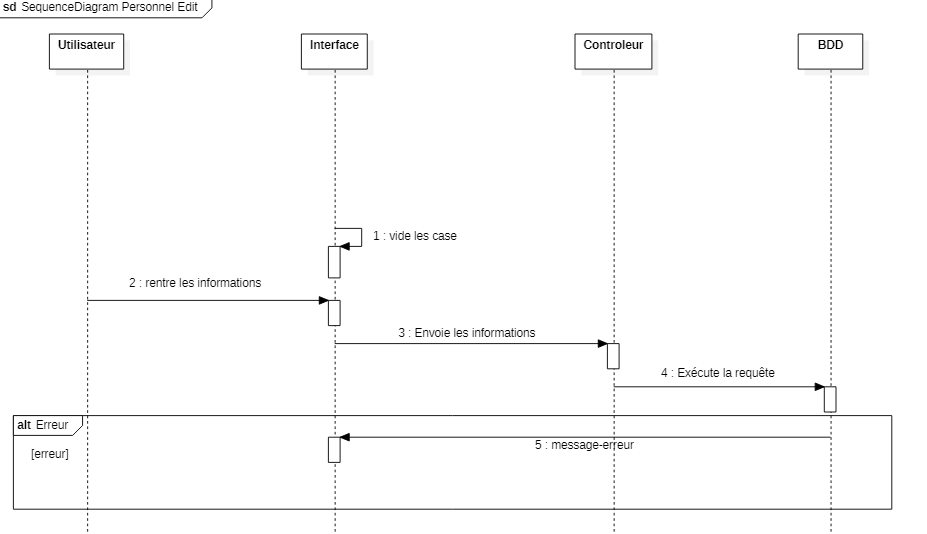 sd SequenceDiagram Personnel Edit
Utilisateur
Interface
Controleur
BDD
1 : vide les case
2 : rentre les informations
3 : Envoie les informations
4 : Exécute la requête
alt Erreur
5 : message-erreur
[erreur]